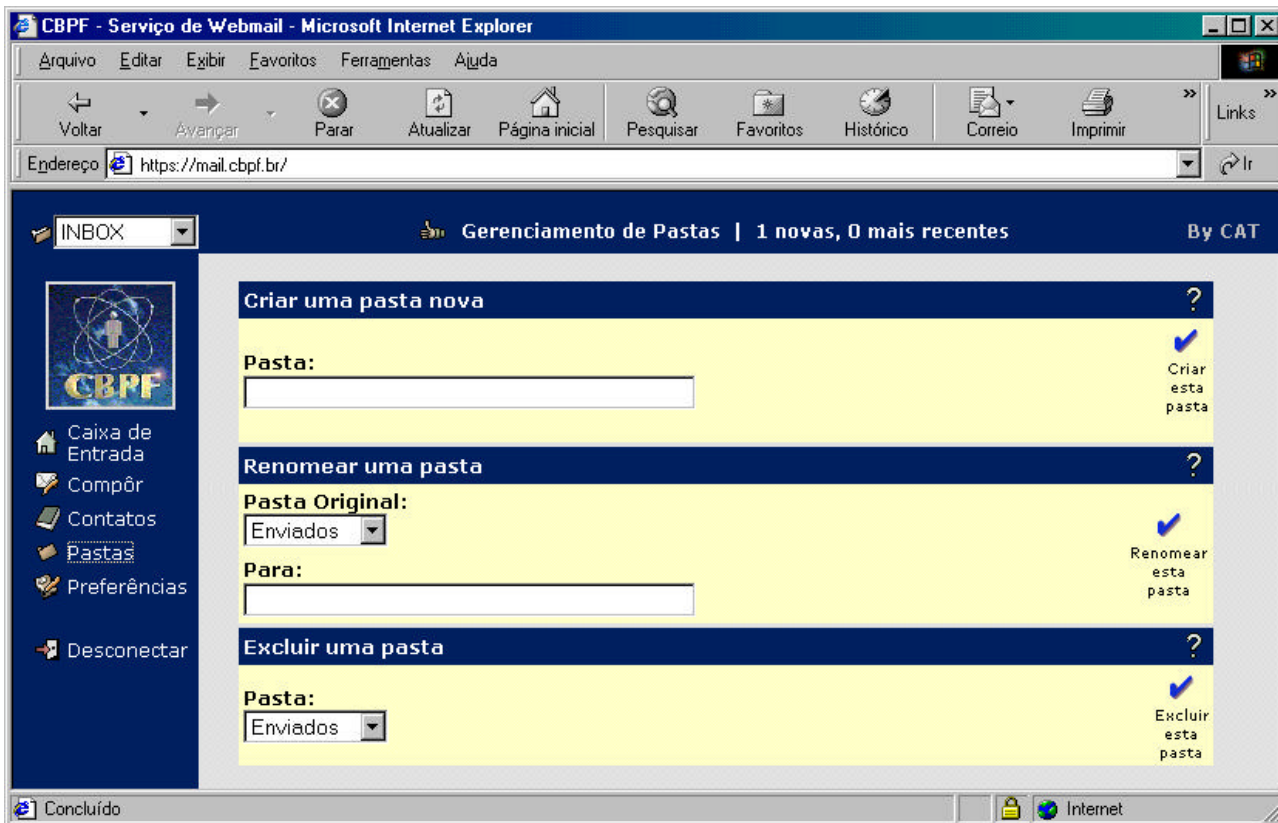 CBPF - Serviço de Webmail - Microsoft Internet Explorer
Arquivo Editar Exibir Favoritos Ferramentas Ajuda
Voltar Avançar Parar Atualizar Página inicial Pesquisar Favoritos Histórico Correio Imprimir » Links »
Endereço https://mail.cbpf.br/ Ir
INBOX Gerenciamento de Pastas | 1 novas, 0 mais recentes By CAT
CBPF
Caixa de
Entrada
Compôr
Contatos
Pastas
Preferências
Desconectar
Criar uma pasta nova ?
Pasta:
Criar
esta
pasta
Renomear uma pasta ?
Pasta Original:
Enviados
Para:
Renomear
esta
pasta
Excluir uma pasta ?
Pasta:
Enviados
Excluir
esta
pasta
Concluído Internet